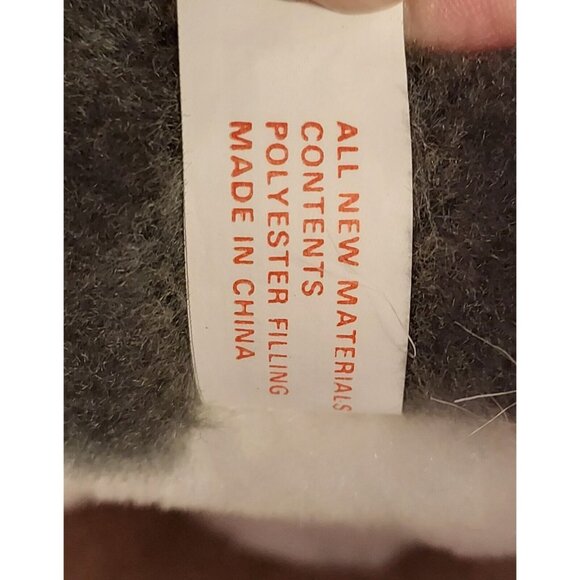 ALL NEW MATERIALS
CONTENTS
POLYESTER FILLING
MADE IN CHINA